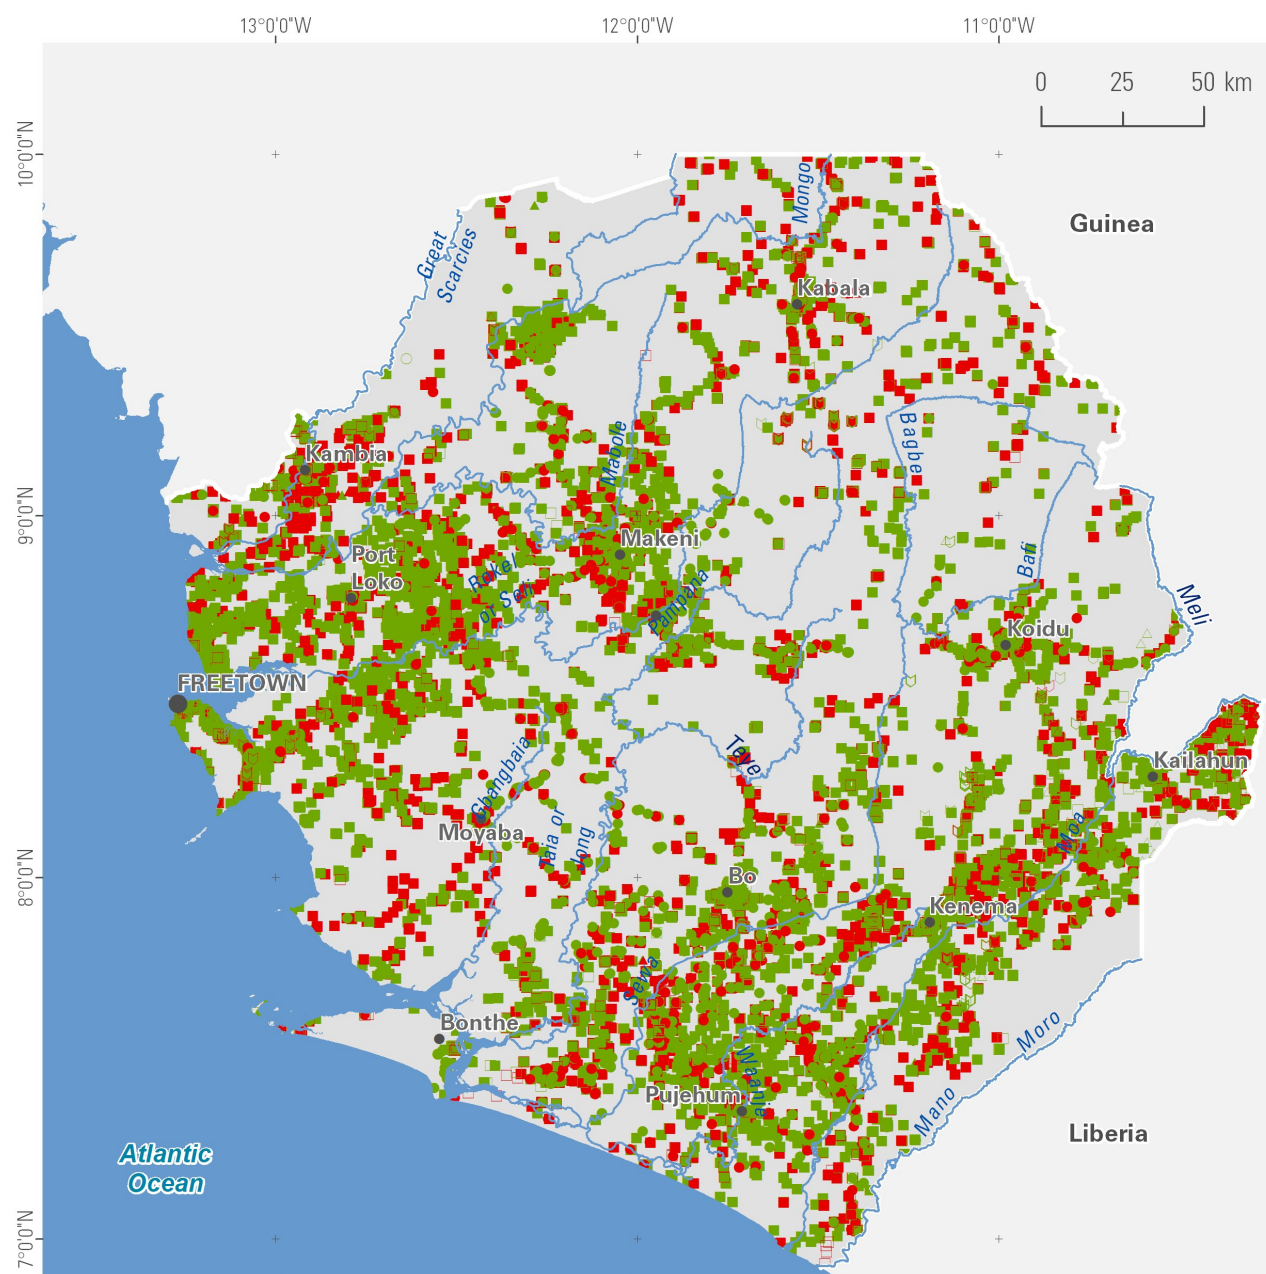 13°0'0"W
12°0'0"W
11°0'0"W
0
25
50 km
10°0'0"N
Mongo
Guinea
Great
Scarcies
Kabala
Mabole
Bagbe
Kambia
9°0'0"N
Makeni
Port
Loko
Rokel
or Seli
Pampana
Bafi
Meli
Koidu
FREETOWN
Teye
Gbangbaia
Kailahun
Moyaba
Taia or
Jong
Moa
8°0'0"N
Bo
Kenema
Sewa
Bonthe
Moro
Waanje
Pujehum
Mano
Liberia
Atlantic
Ocean
7°0'0"N